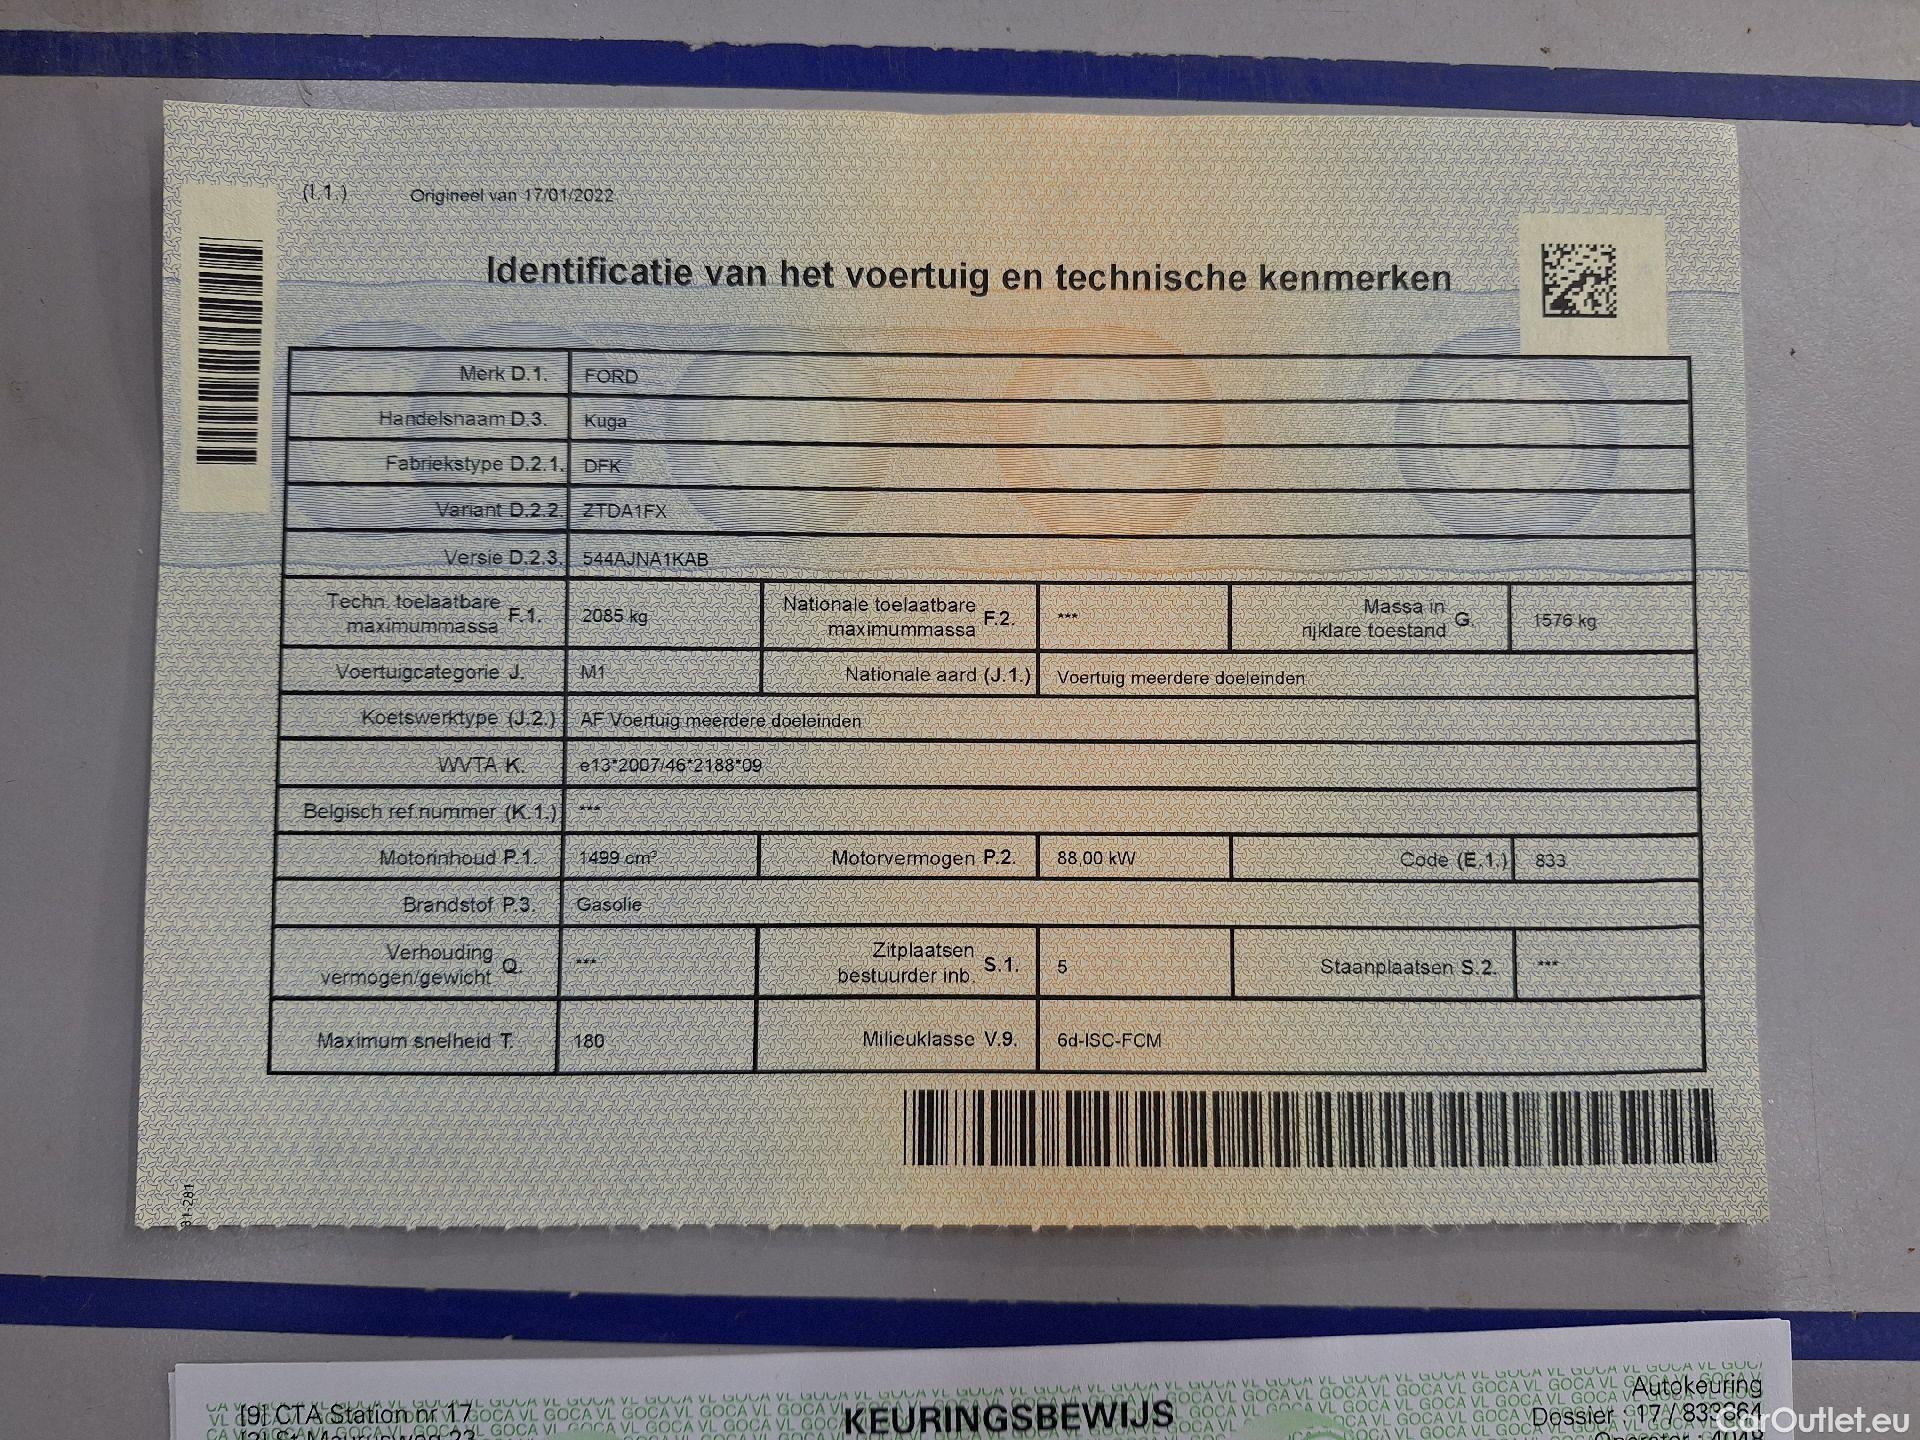 (I.1.) Origineel van 17/01/2022
Identificatie van het voertuig en technische kenmerken
Merk D.1. FORD
Handelsnaam D.3. Kuga
Fabriekstype D.2.1. DFK
Variant D.2.2. ZTDA1FX
Versie D.2.3. 544AJNA1KAB
Techn. toelaatbare maximummassa F.1. 2085 kg Nationale toelaatbare maximummassa F.2. *** Massa in rijklare toestand G. 1576 kg
Voertuigcategorie J. M1 Nationale aard (J.1.) Voertuig meerdere doeleinden
Koetswerktype (J.2.) AF Voertuig meerdere doeleinden
WVTA K. e13*2007/46*2188*09
Belgisch ref.nummer (K.1.) ***
Motorinhoud P.1. 1499 cm³ Motorvermogen P.2. 88,00 kW Code (E.1.) 833
Brandstof P.3. Gasolie
Verhouding vermogen/gewicht Q. *** Zitplaatsen bestuurder inb. S.1. 5 Staanplaatsen S.2. ***
Maximum snelheid T. 180 Milieuklasse V.9. 6d-ISC-FCM
[9] CTA Station nr 17
KEURINGSBEWIJS
Autokeuring
Dossier : 17 / 833864
Operator : 4048
CarOutlet.eu